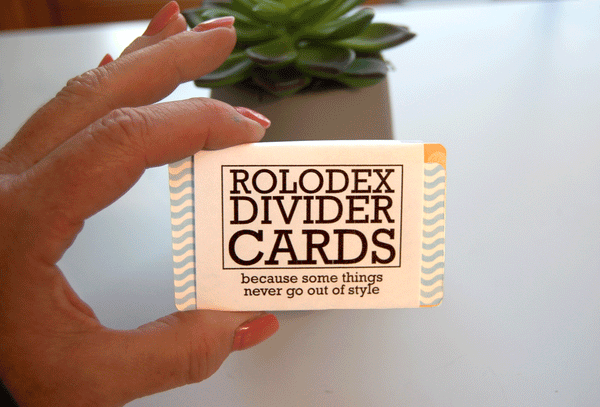 ROLODEX
DIVIDER
CARDS
because some things
never go out of style